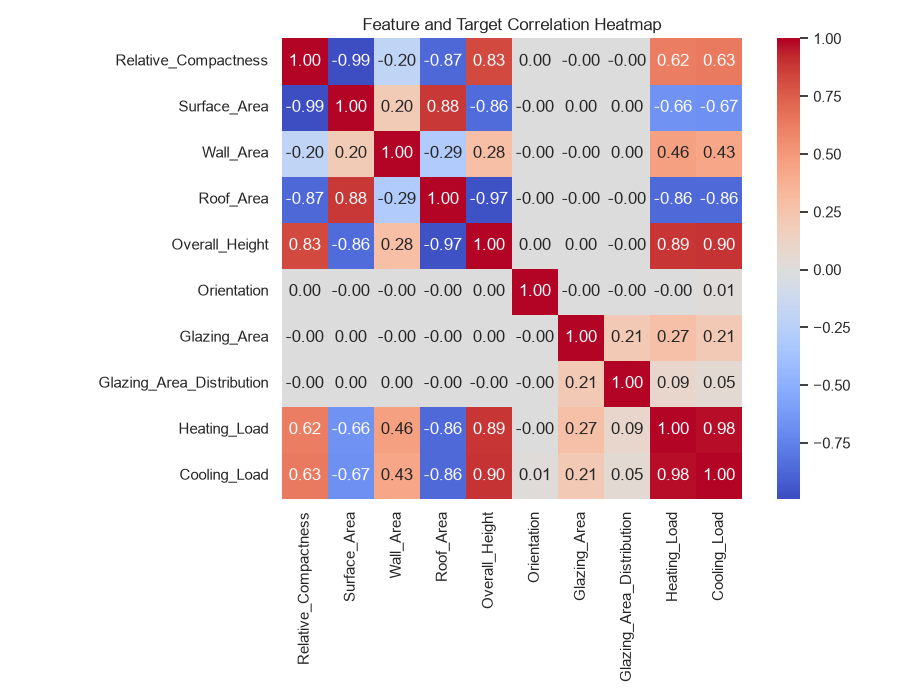 Feature and Target Correlation Heatmap
Relative_Compactness 1.00 -0.99 -0.20 -0.87 0.83 0.00 -0.00 -0.00 0.62 0.63
Surface_Area -0.99 1.00 0.20 0.88 -0.86 -0.00 0.00 0.00 -0.66 -0.67
Wall_Area -0.20 0.20 1.00 -0.29 0.28 -0.00 -0.00 0.00 0.46 0.43
Roof_Area -0.87 0.88 -0.29 1.00 -0.97 -0.00 -0.00 -0.00 -0.86 -0.86
Overall_Height 0.83 -0.86 0.28 -0.97 1.00 0.00 0.00 -0.00 0.89 0.90
Orientation 0.00 -0.00 -0.00 -0.00 0.00 1.00 -0.00 -0.00 -0.00 0.01
Glazing_Area -0.00 0.00 -0.00 -0.00 0.00 -0.00 1.00 0.21 0.27 0.21
Glazing_Area_Distribution -0.00 0.00 0.00 -0.00 -0.00 -0.00 0.21 1.00 0.09 0.05
Heating_Load 0.62 -0.66 0.46 -0.86 0.89 -0.00 0.27 0.09 1.00 0.98
Cooling_Load 0.63 -0.67 0.43 -0.86 0.90 0.01 0.21 0.05 0.98 1.00
Relative_Compactness
Surface_Area
Wall_Area
Roof_Area
Overall_Height
Orientation
Glazing_Area
Glazing_Area_Distribution
Heating_Load
Cooling_Load
1.00
0.75
0.50
0.25
0.00
−0.25
−0.50
−0.75